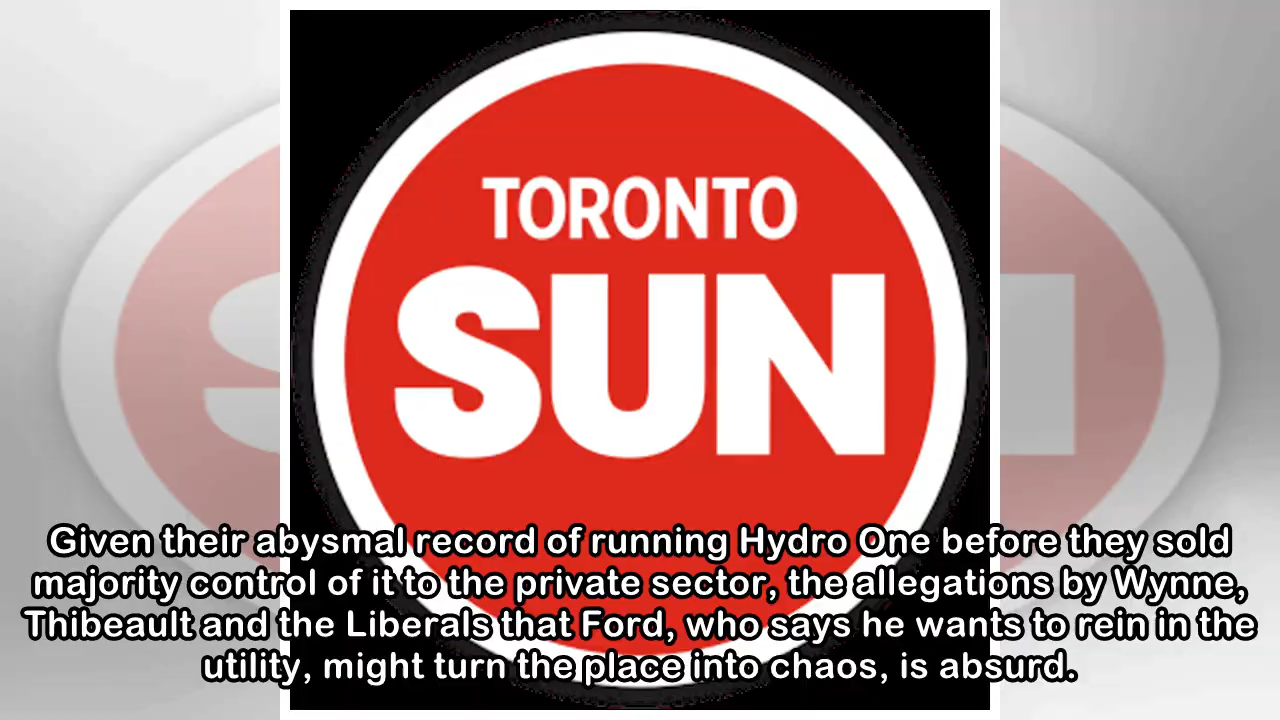 TORONTO
SUN
Given their abysmal record of running Hydro One before they sold
majority control of it to the private sector, the allegations by Wynne,
Thibeault and the Liberals that Ford, who says he wants to rein in the
utility, might turn the place into chaos, is absurd.